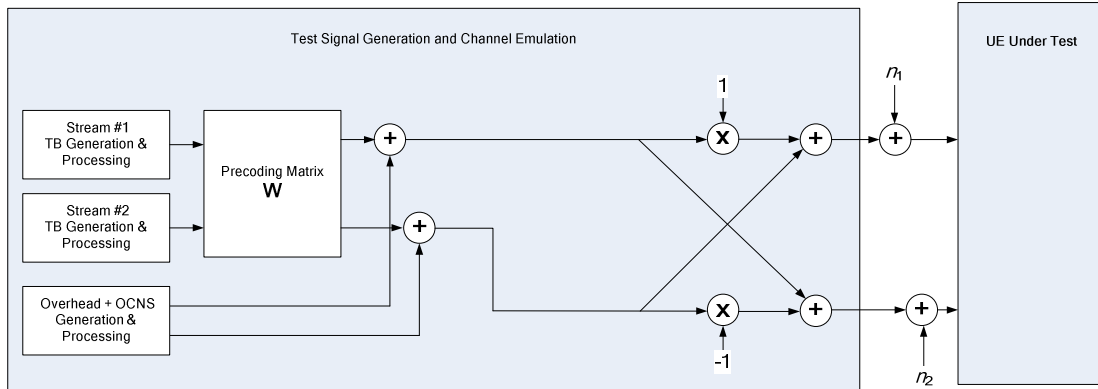 Test Signal Generation and Channel Emulation
UE Under Test
n1
1
Stream #1
TB Generation &
Processing
+
X
+
+
Precoding Matrix
W
Stream #2
TB Generation &
Processing
+
Overhead + OCNS
Generation &
Processing
X
+
+
-1
n2